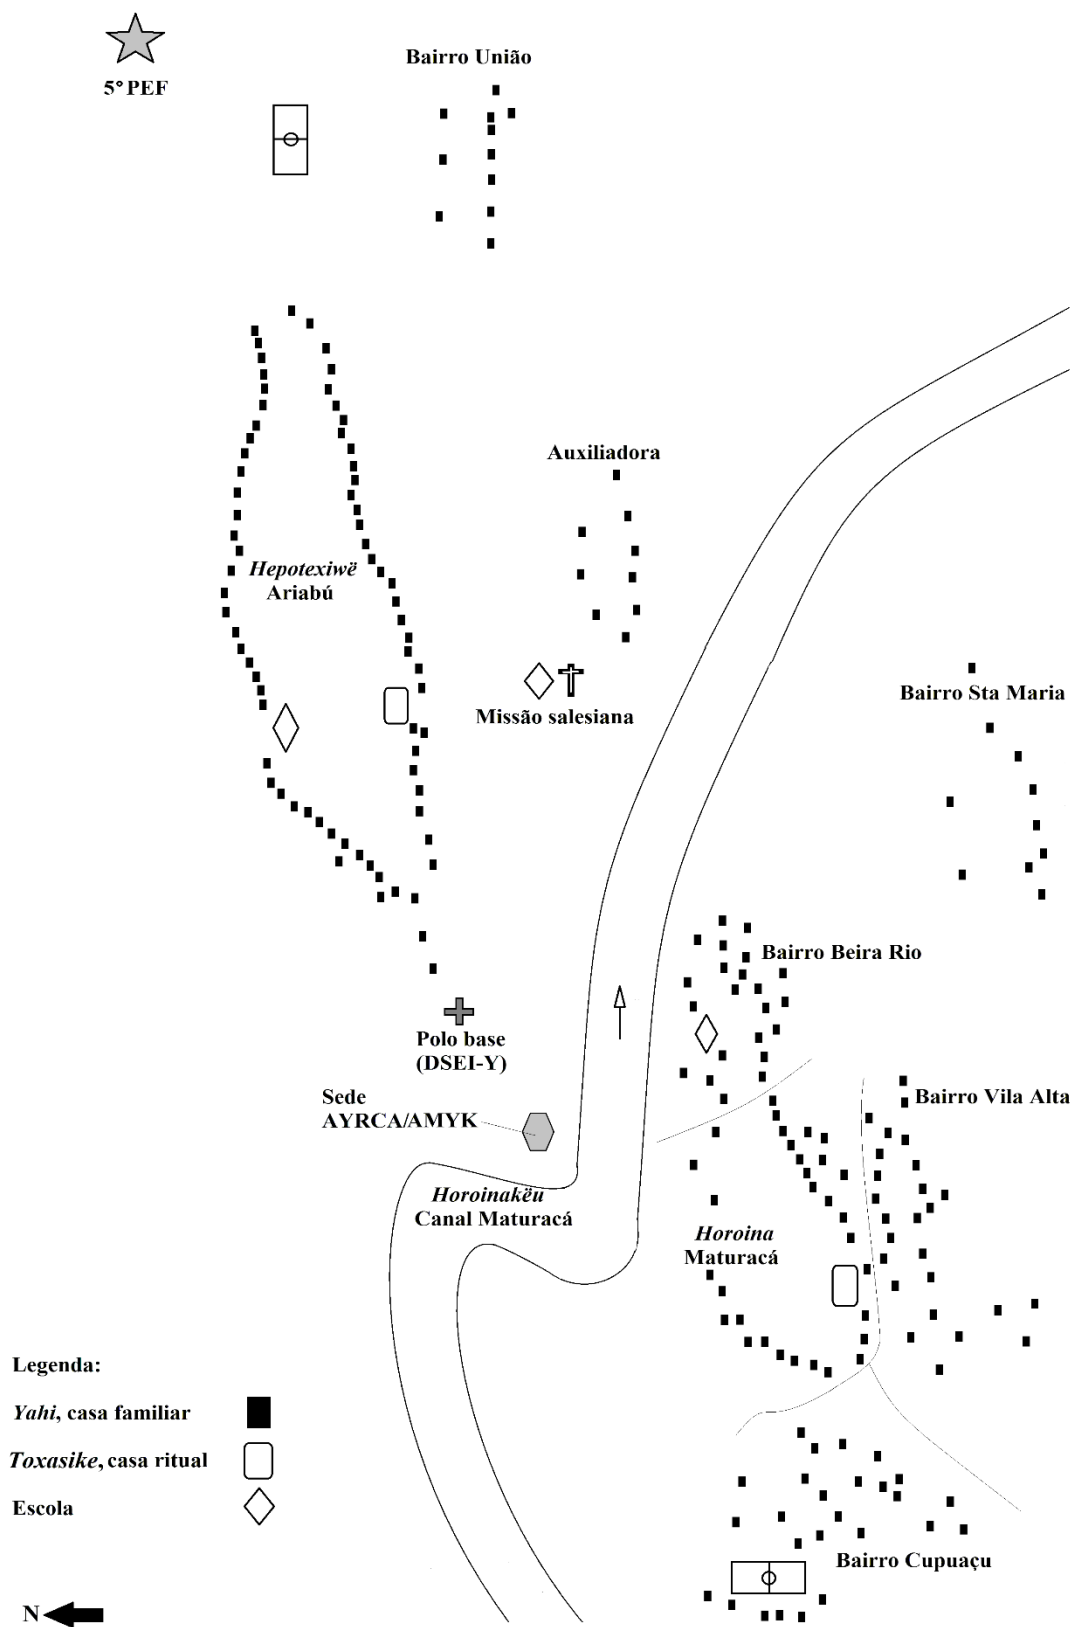 5° PEF
Bairro União
Auxiliadora
Hepotexiwë
Ariabú
Missão salesiana
Bairro Sta Maria
Bairro Beira Rio
Polo base
(DSEI-Y)
Sede
AYRCA/AMYK
Bairro Vila Alta
Horoinakëu
Canal Maturacá
Horoina
Maturacá
Legenda:
Yahi, casa familiar
Toxasike, casa ritual
Escola
Bairro Cupuaçu
N